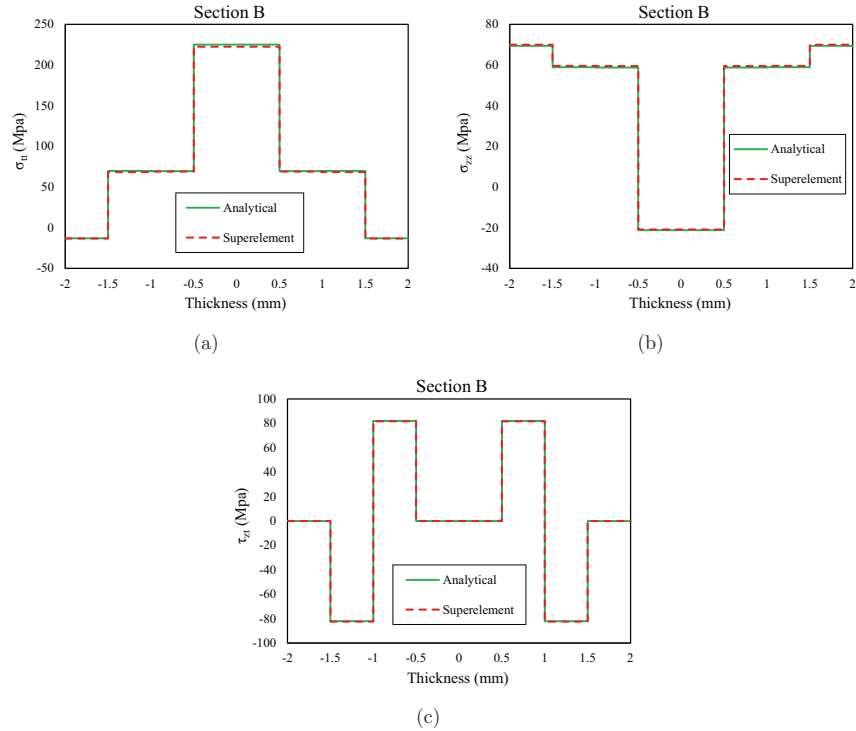 Section B
250
200
150
100
50
0
-50
σtt (Mpa)
Analytical
Superelement
-2 -1.5 -1 -0.5 0 0.5 1 1.5 2
Thickness (mm)
(a)
Section B
80
60
40
20
0
-20
-40
σzz (Mpa)
Analytical
Superelement
-2 -1.5 -1 -0.5 0 0.5 1 1.5 2
Thickness (mm)
(b)
Section B
100
80
60
40
20
0
-20
-40
-60
-80
-100
τzt (Mpa)
Analytical
Superelement
-2 -1.5 -1 -0.5 0 0.5 1 1.5 2
Thickness (mm)
(c)